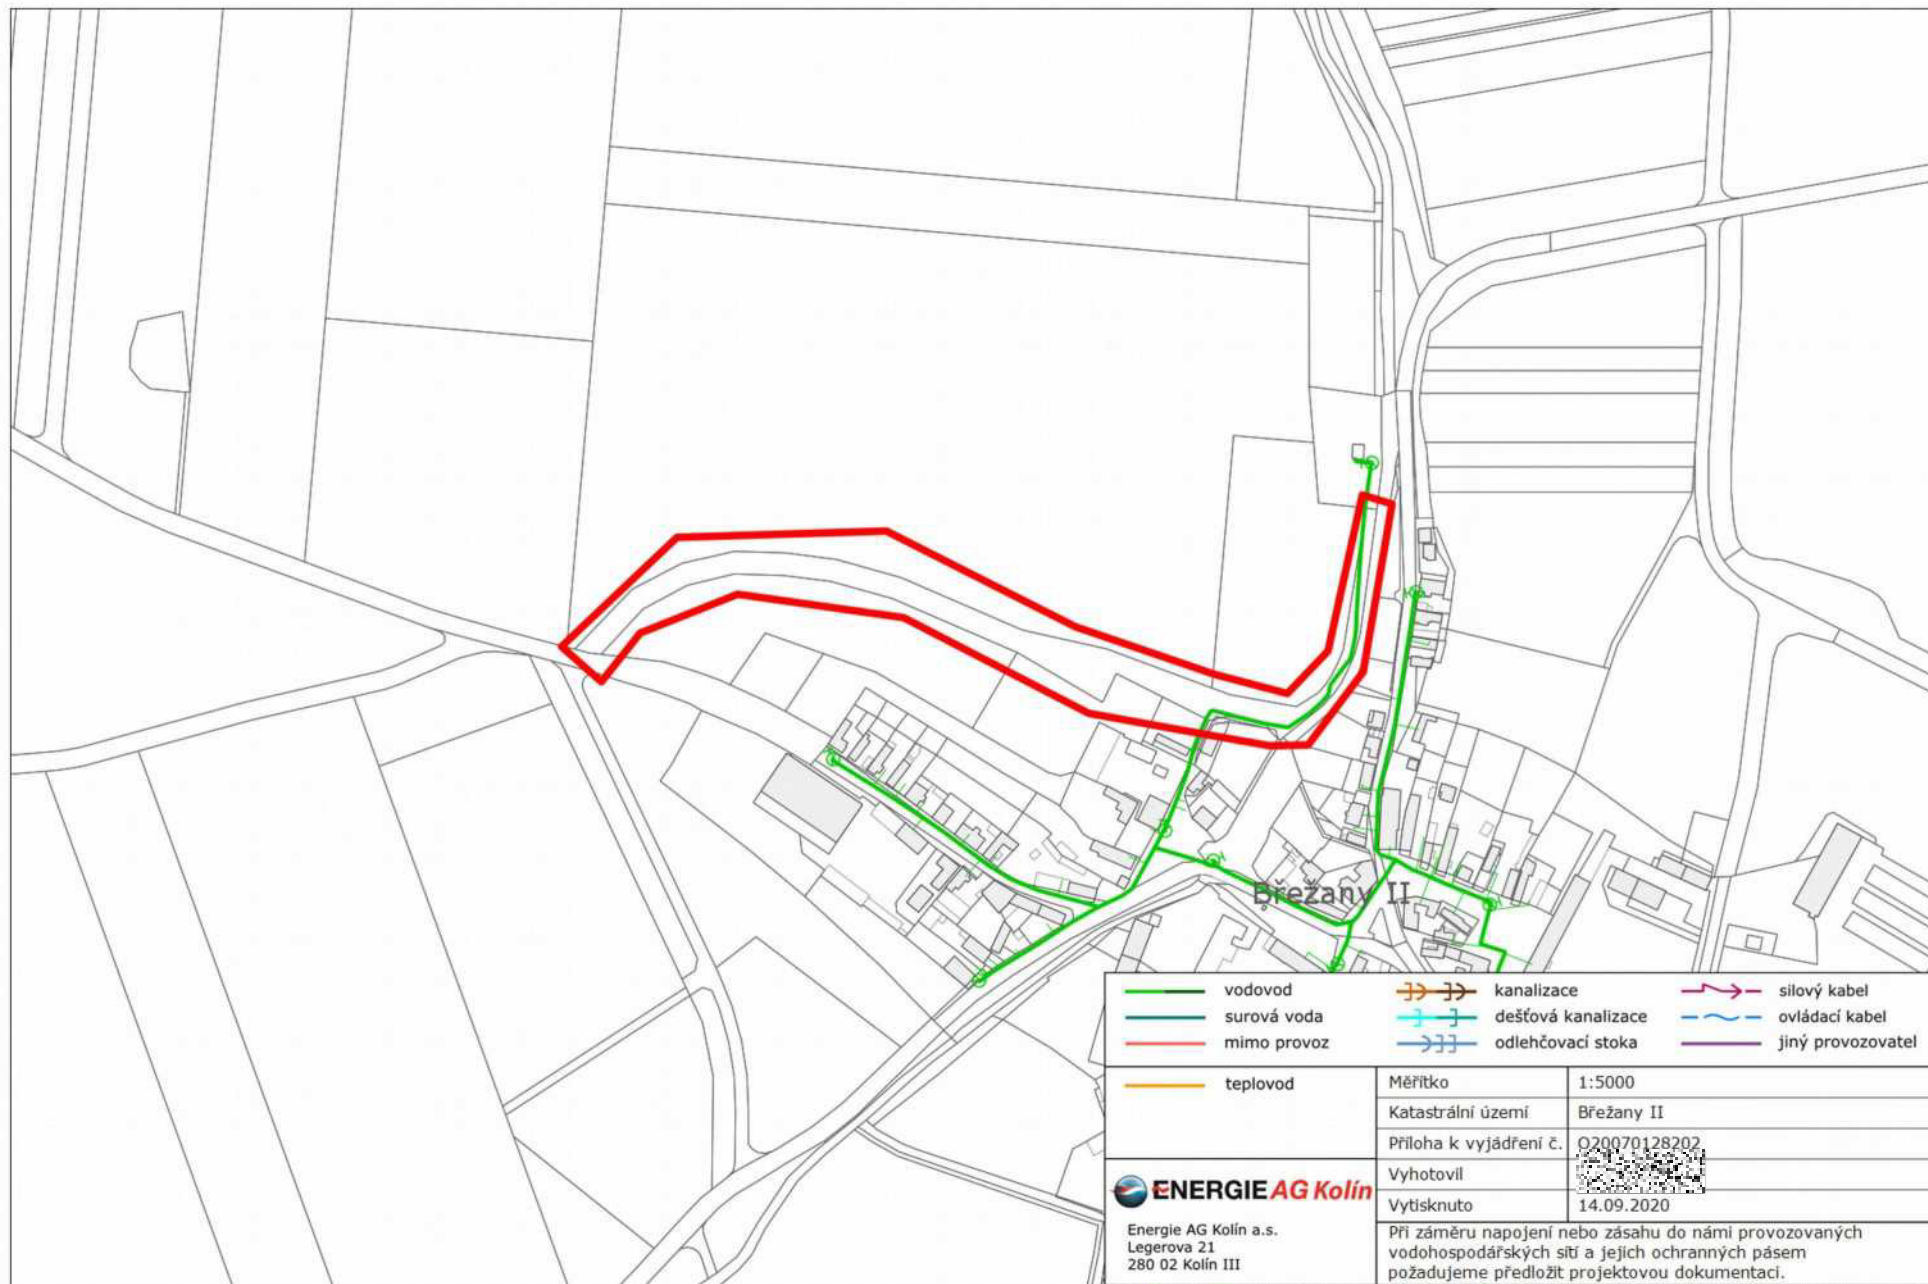 Břežany II
vodovod
surová voda
mimo provoz
kanalizace
dešťová kanalizace
odlehčovací stoka
silový kabel
ovládací kabel
jiný provozovatel
teplovod
Měřítko 1:5000
Katastrální území Břežany II
Příloha k vyjádření č. O20070128202
Vyhotovil
Vytisknuto 14.09.2020
ENERGIE AG Kolín
Energie AG Kolín a.s.
Legerova 21
280 02 Kolín III
Při záměru napojení nebo zásahu do námi provozovaných
vodohospodářských sítí a jejich ochranných pásem
požadujeme předložit projektovou dokumentaci.